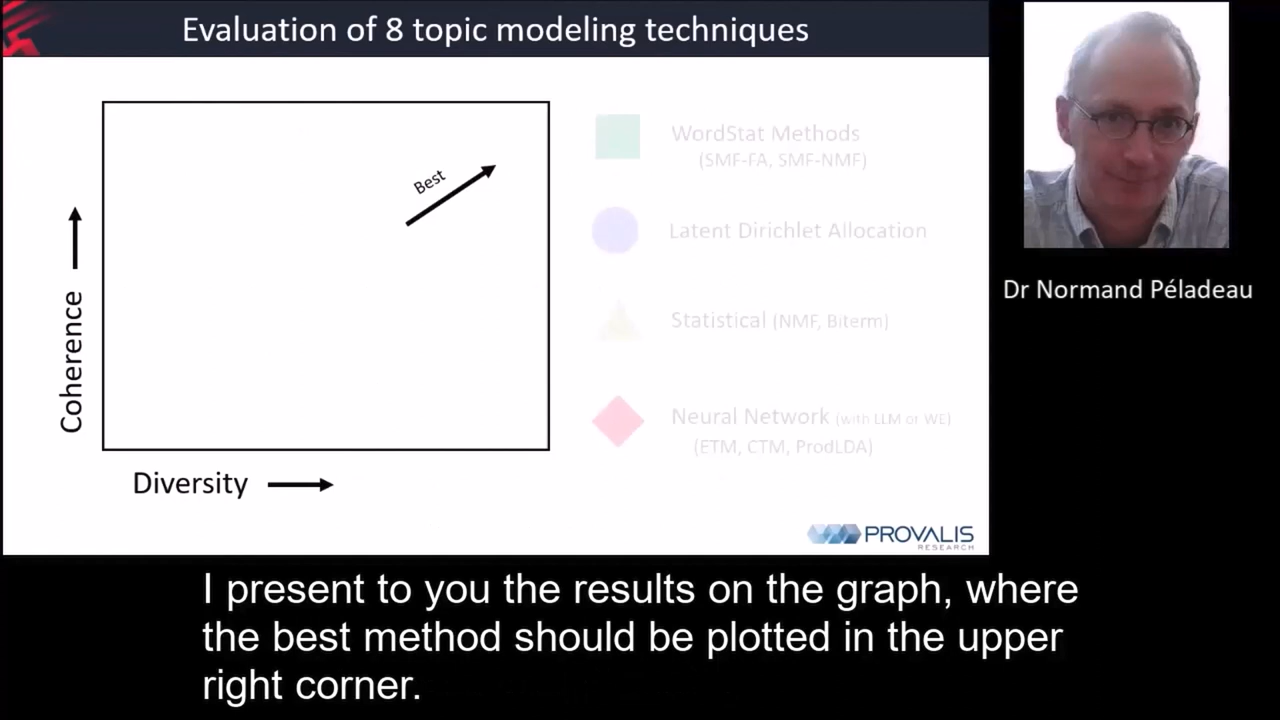 Evaluation of 8 topic modeling techniques
Best
Coherence
Diversity
WordStat Methods
(SMF-FA, SMF-NMF)
Latent Dirichlet Allocation
Statistical (NMF, Biterm)
Neural Network (with LLM or WE)
(ETM, CTM, ProdLDA)
PROVALIS
RESEARCH
Dr Normand Péladeau
I present to you the results on the graph, where
the best method should be plotted in the upper
right corner.